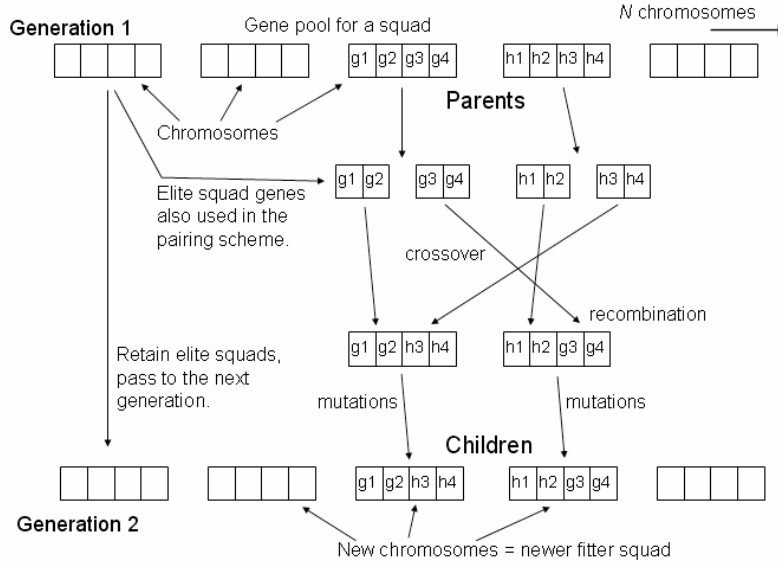 Generation 1
Gene pool for a squad
N chromosomes
g1 g2 g3 g4
h1 h2 h3 h4
Parents
Chromosomes
g1 g2
g3 g4
h1 h2
h3 h4
Elite squad genes
also used in the
pairing scheme.
crossover
recombination
g1 g2 h3 h4
h1 h2 g3 g4
Retain elite squads,
pass to the next
generation.
mutations
mutations
Children
g1 g2 h3 h4
h1 h2 g3 g4
Generation 2
New chromosomes = newer fitter squad